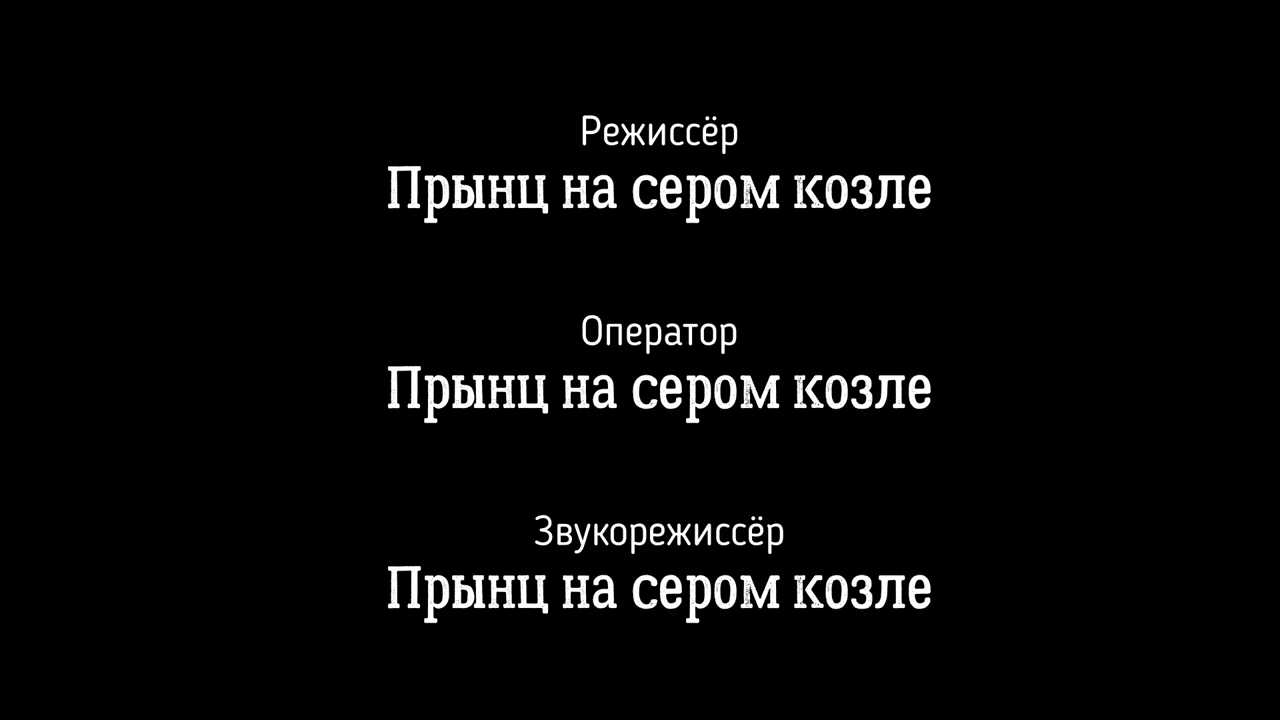 Режиссёр
Прынц на сером козле
Оператор
Прынц на сером козле
Звукорежиссёр
Прынц на сером козле